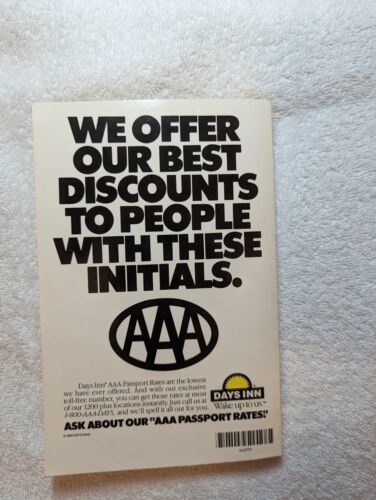 WE OFFER
OUR BEST
DISCOUNTS
TO PEOPLE
WITH THESE
INITIALS.
AAA
Days Inn® AAA Passport Rates are the lowest
we have ever offered. And with our exclusive
toll-free number, you can get those rates at most
of our 1200 plus locations instantly. Just call us at
1-800-AAA-DAYS, and we'll spell it all out for you.
DAYS INN
Wake up to us.™
ASK ABOUT OUR "AAA PASSPORT RATES."